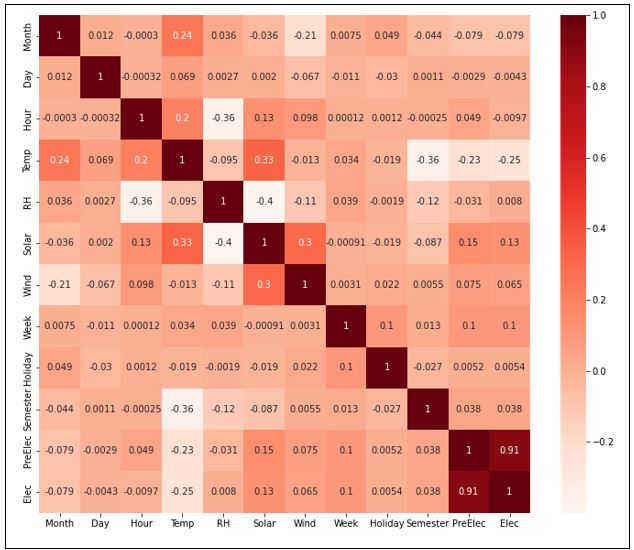 Month 1 0.012 -0.0003 0.24 0.036 -0.036 -0.21 0.0075 0.049 -0.044 -0.079 -0.079
Day 0.012 1 -0.00032 0.069 0.0027 0.002 -0.067 -0.011 -0.03 0.0011 -0.0029 -0.0043
Hour -0.0003 -0.00032 1 0.2 -0.36 0.13 0.098 0.00012 0.0012 -0.00025 0.049 -0.0097
Temp 0.24 0.069 0.2 1 -0.095 0.33 -0.013 0.034 -0.019 -0.36 -0.23 -0.25
RH 0.036 0.0027 -0.36 -0.095 1 -0.4 -0.11 0.039 -0.0019 -0.12 -0.031 0.008
Solar -0.036 0.002 0.13 0.33 -0.4 1 0.3 -0.00091 -0.019 -0.087 0.15 0.13
Wind -0.21 -0.067 0.098 -0.013 -0.11 0.3 1 0.0031 0.022 0.0055 0.075 0.065
Week 0.0075 -0.011 0.00012 0.034 0.039 -0.00091 0.0031 1 0.1 0.013 0.1 0.1
Holiday 0.049 -0.03 0.0012 -0.019 -0.0019 -0.019 0.022 0.1 1 -0.027 0.0052 0.0054
Semester -0.044 0.0011 -0.00025 -0.36 -0.12 -0.087 0.0055 0.013 -0.027 1 0.038 0.038
PreElec -0.079 -0.0029 0.049 -0.23 -0.031 0.15 0.075 0.1 0.0052 0.038 1 0.91
Elec -0.079 -0.0043 -0.0097 -0.25 0.008 0.13 0.065 0.1 0.0054 0.038 0.91 1
Month Day Hour Temp RH Solar Wind Week Holiday Semester PreElec Elec
1.0
0.8
0.6
0.4
0.2
0.0
−0.2